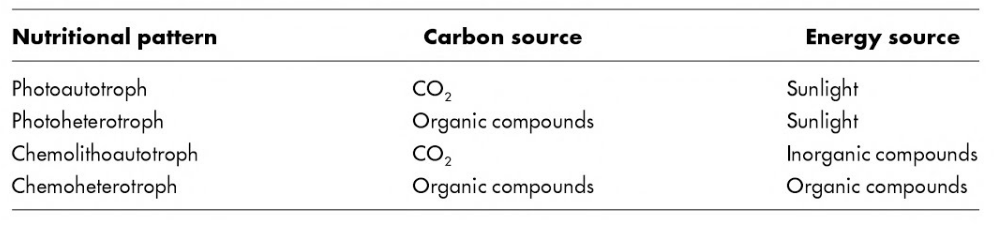 Nutritional pattern Carbon source Energy source
Photoautotroph CO₂ Sunlight
Photoheterotroph Organic compounds Sunlight
Chemolithoautotroph CO₂ Inorganic compounds
Chemoheterotroph Organic compounds Organic compounds